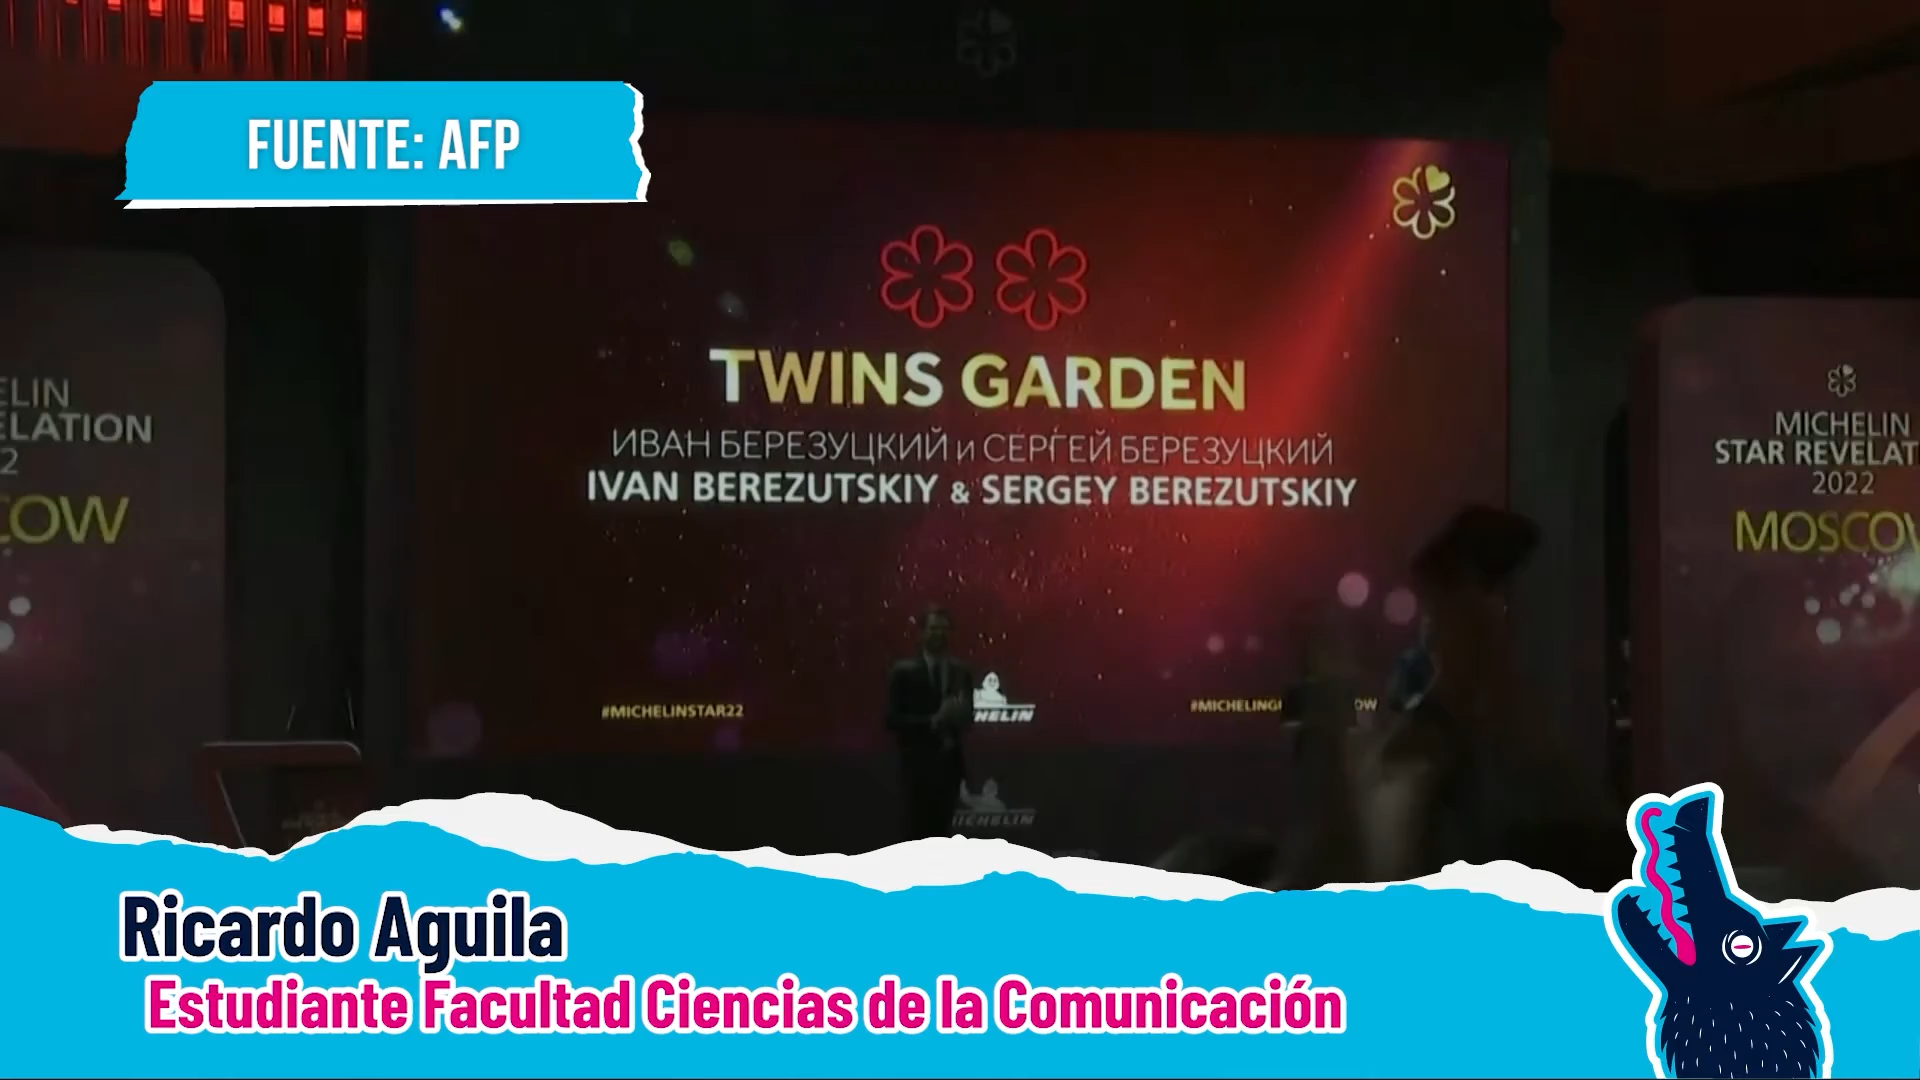 FUENTE: AFP
TWINS GARDEN
ИВАН БЕРЕЗУЦКИЙ и СЕРГЕЙ БЕРЕЗУЦКИЙ
IVAN BEREZUTSKIY & SERGEY BEREZUTSKIY
#MICHELINSTAR22
MICHELIN
STAR REVELAT
2022
MOSCOW
ELIN
ELATION
2
COW
Ricardo Aguila
Estudiante Facultad Ciencias de la Comunicación